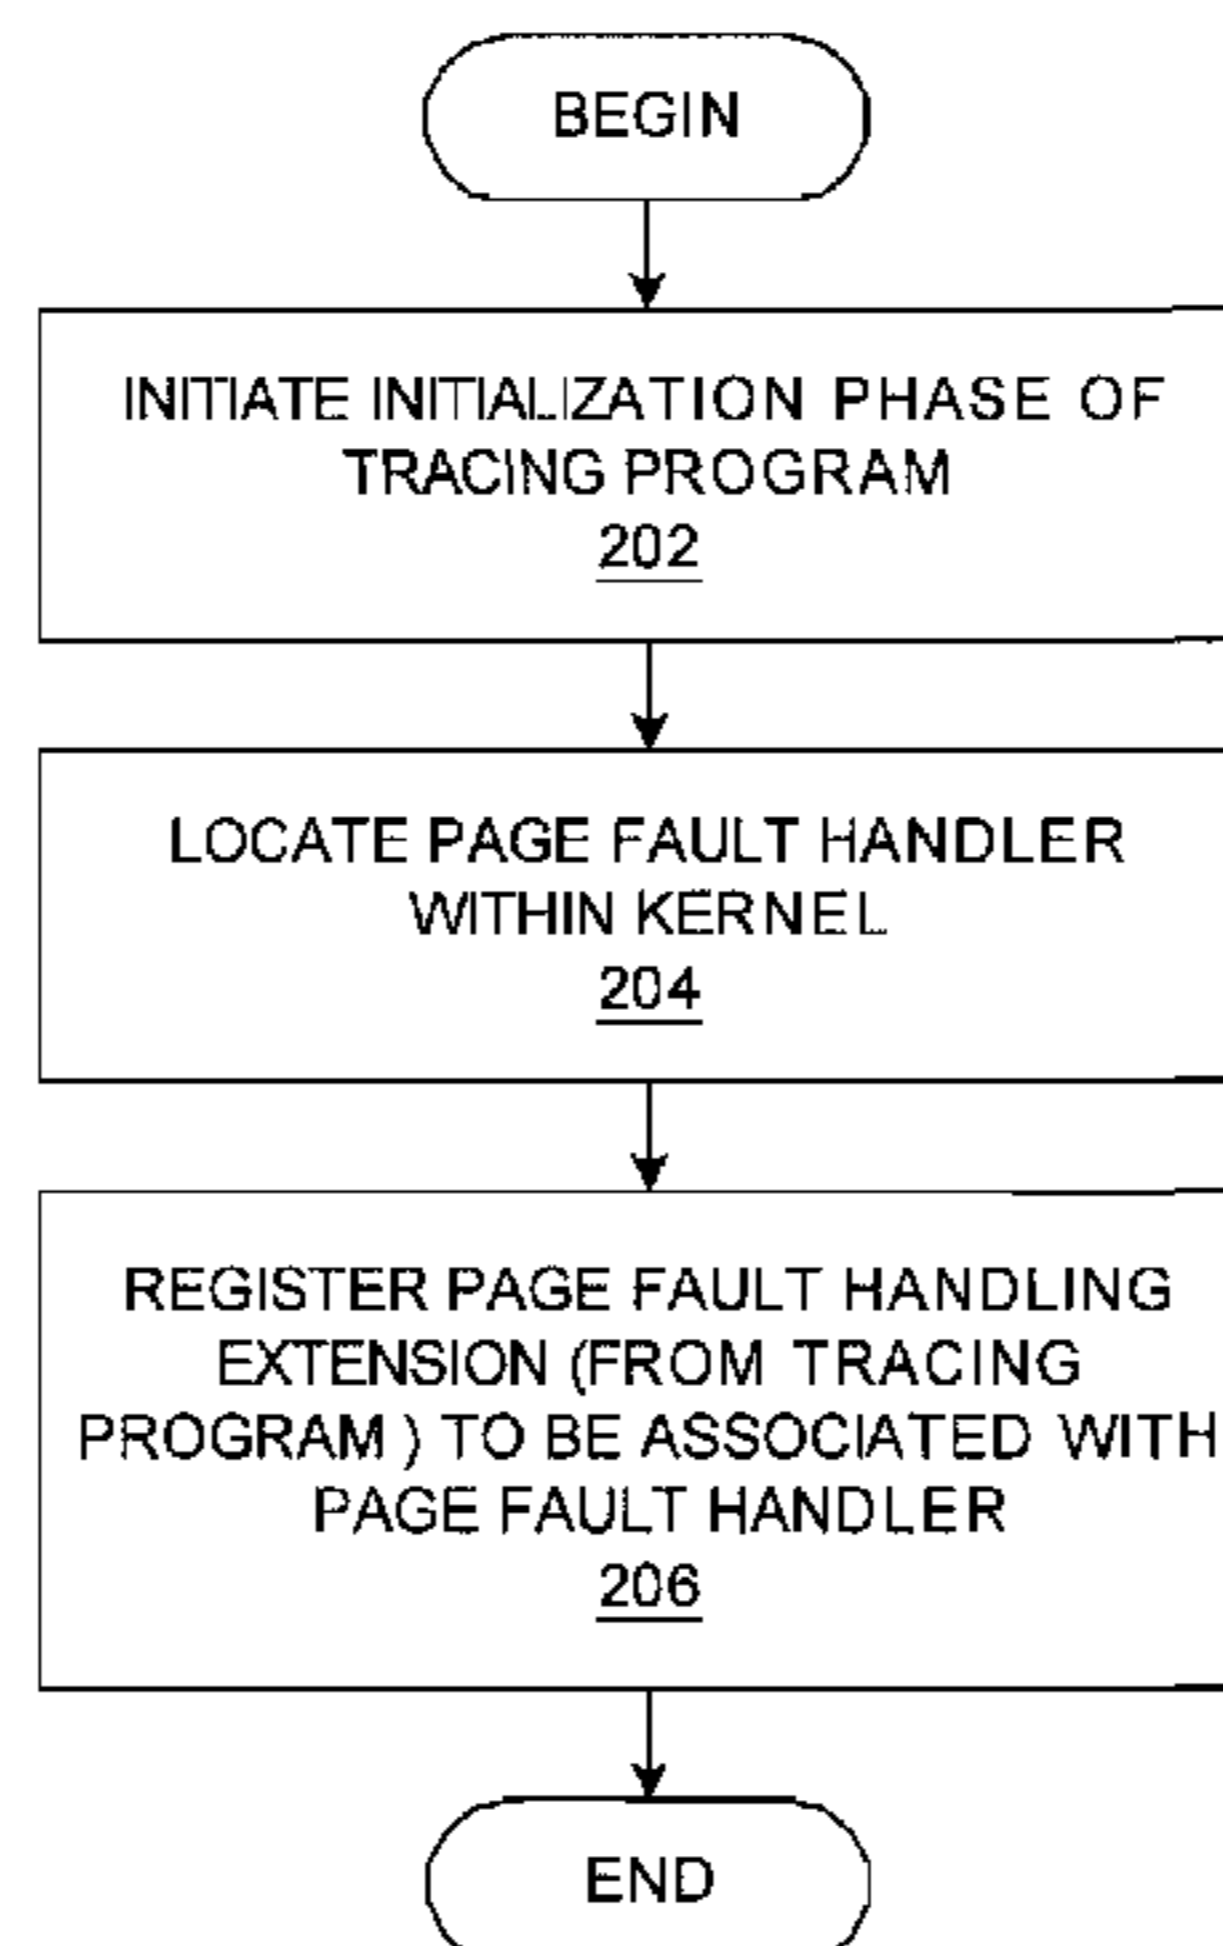 BEGIN
INITIATE INITIALIZATION PHASE OF
TRACING PROGRAM
202
LOCATE PAGE FAULT HANDLER
WITHIN KERNEL
204
REGISTER PAGE FAULT HANDLING
EXTENSION (FROM TRACING
PROGRAM) TO BE ASSOCIATED WITH
PAGE FAULT HANDLER
206
END